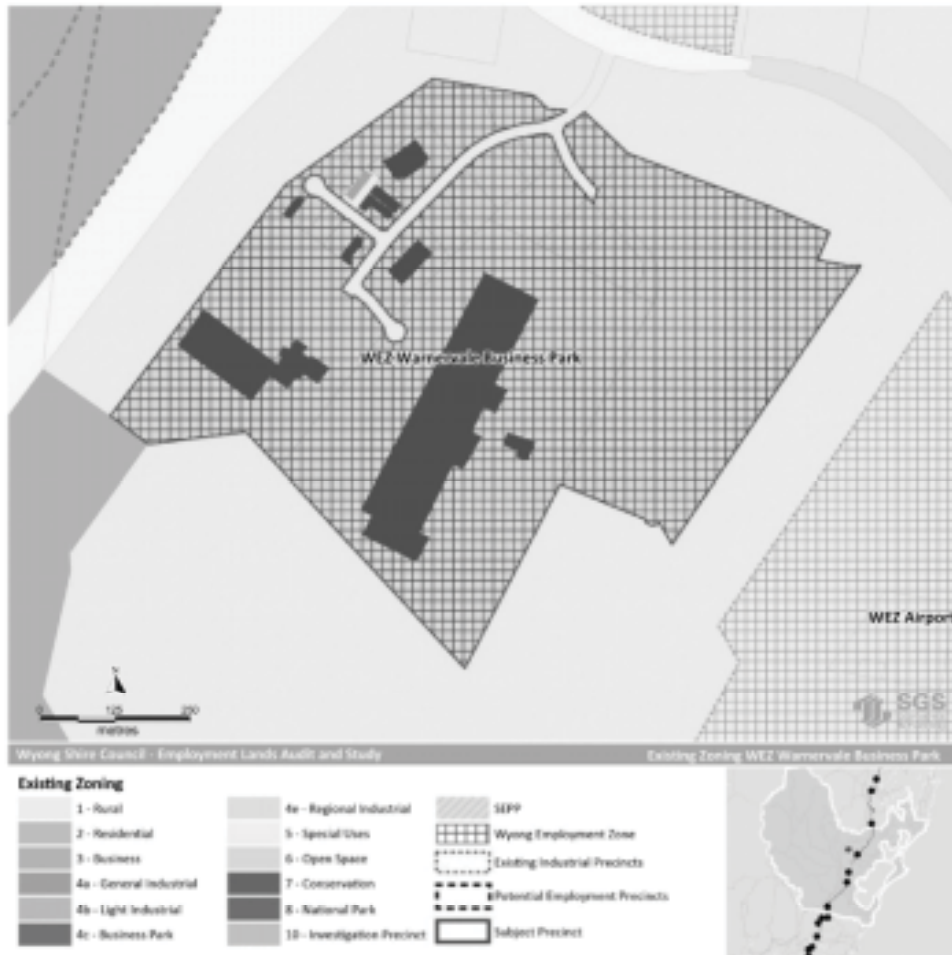 WEZ Warnervale Business Park
WEZ Airport
N
0 125 250
metres
SGS
Wyong Shire Council - Employment Lands Audit and Study
Existing Zoning WEZ Warnervale Business Park
Existing Zoning
1 - Rural
2 - Residential
3 - Business
4a - General Industrial
4b - Light Industrial
4c - Business Park
4e - Regional Industrial
5 - Special Uses
6 - Open Space
7 - Conservation
8 - National Park
10 - Investigation Precinct
SEPP
Wyong Employment Zone
Existing Industrial Precincts
Potential Employment Precincts
Subject Precinct